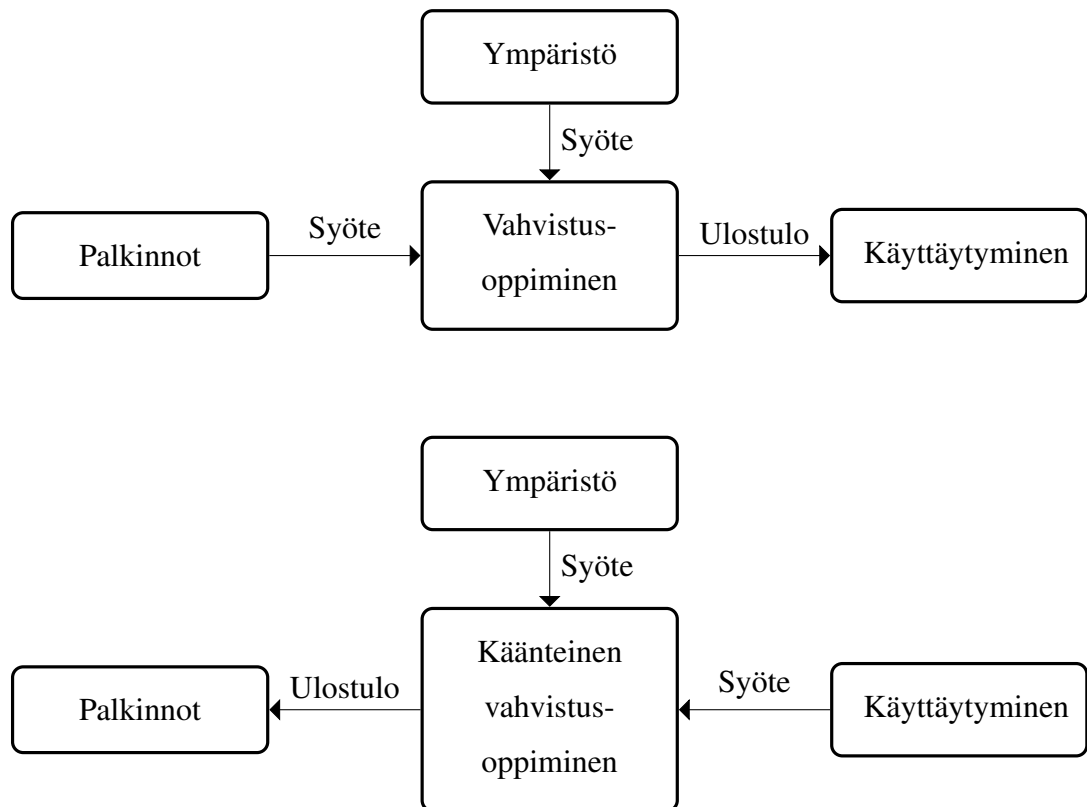 Ympäristö
Syöte
Palkinnot
Syöte
Vahvistus-
oppiminen
Ulostulo
Käyttäytyminen
Ympäristö
Syöte
Palkinnot
Ulostulo
Käänteinen
vahvistus-
oppiminen
Syöte
Käyttäytyminen